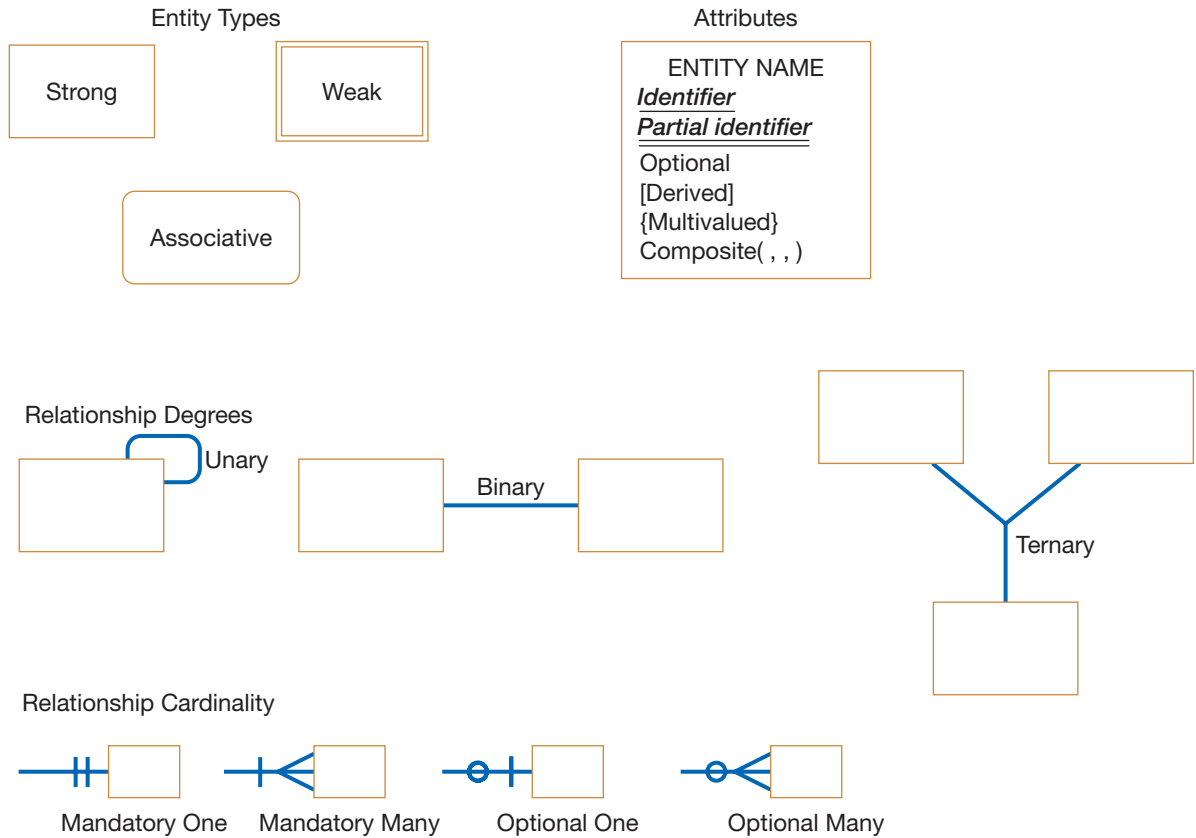 Entity Types
Strong
Weak
Associative
Attributes
ENTITY NAME
Identifier
Partial identifier
Optional
[Derived]
{Multivalued}
Composite( , , )
Relationship Degrees
Unary
Binary
Ternary
Relationship Cardinality
Mandatory One
Mandatory Many
Optional One
Optional Many